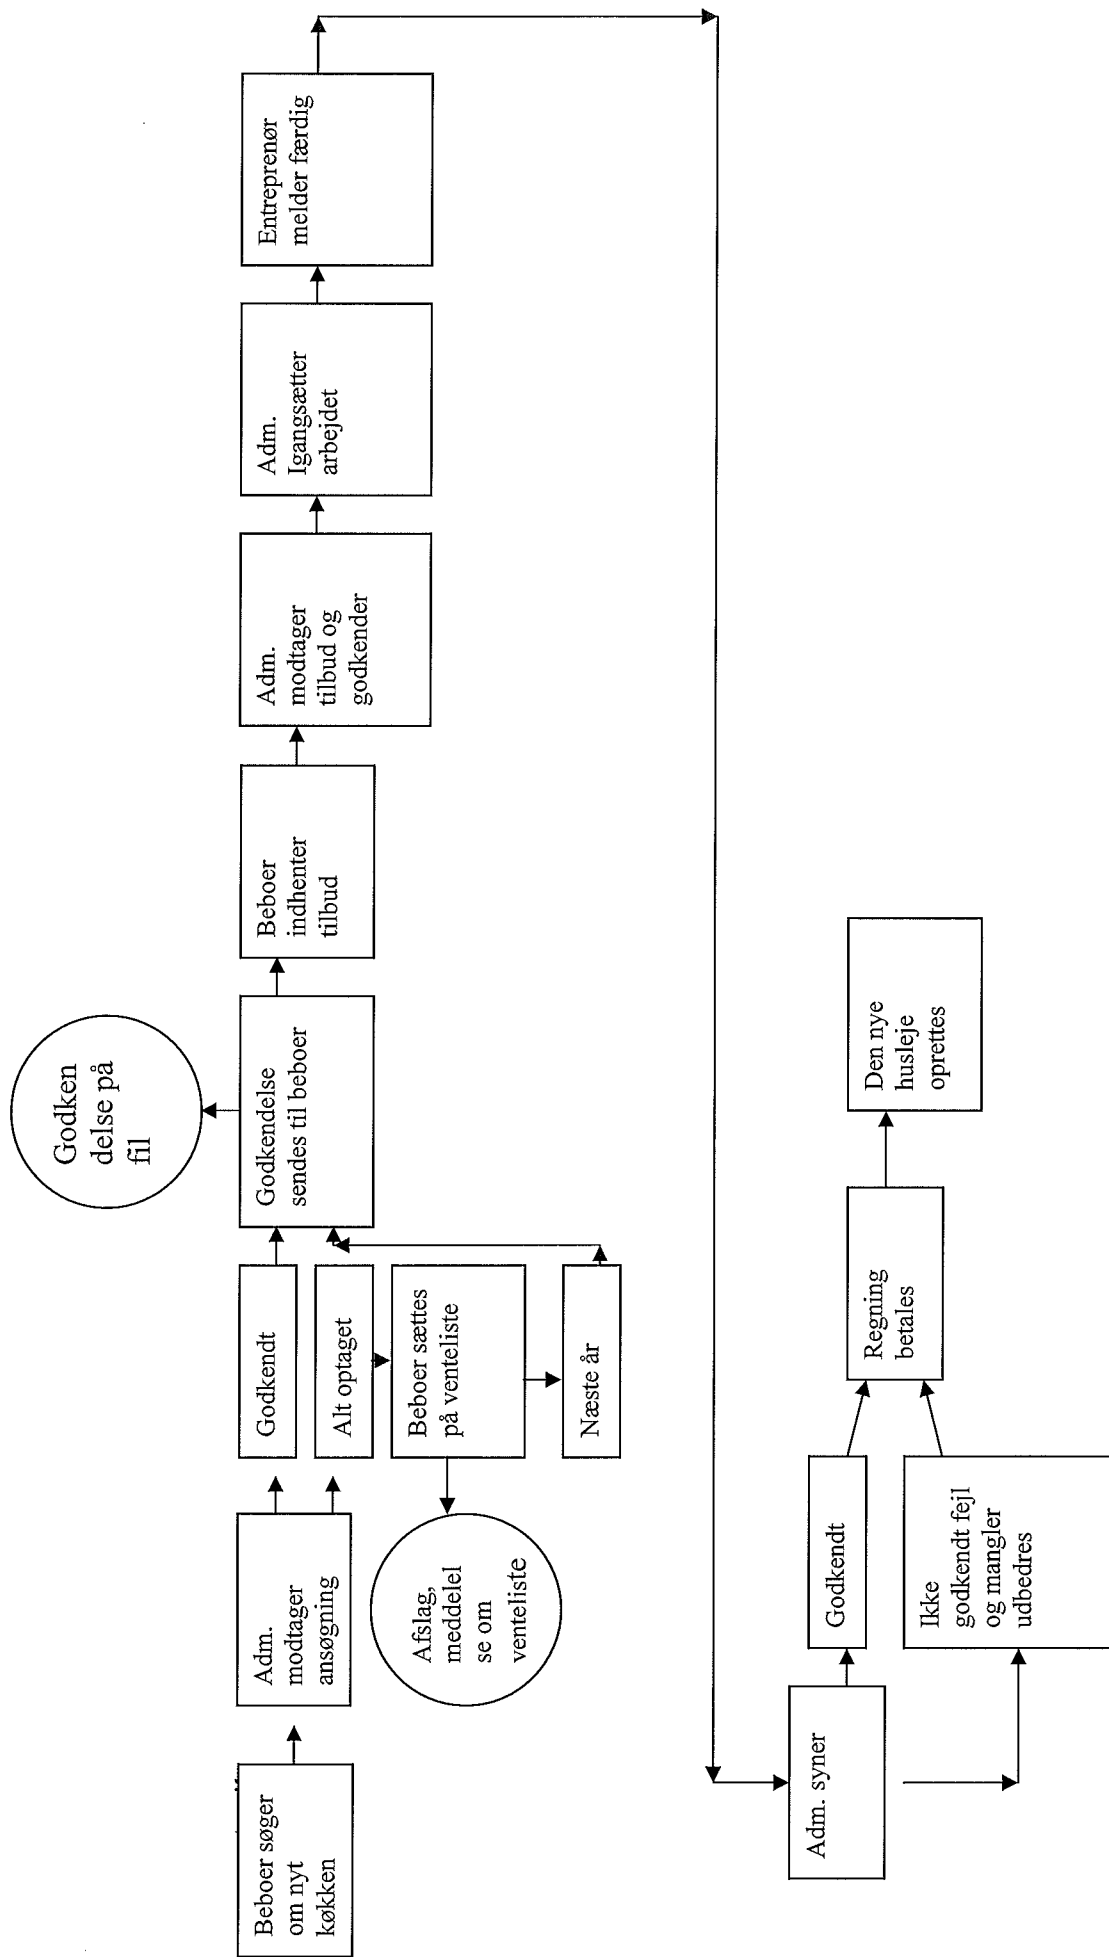 Beboer søger
om nyt
køkken
Adm.
modtager
ansøgning
Godkendt
Alt optaget
Beboer sættes
på venteliste
Afslag,
meddelel
se om
venteliste
Næste år
Godkendelse
sendes til beboer
Godken
delse på
fil
Beboer
indhenter
tilbud
Adm.
modtager
tilbud og
godkender
Adm.
Igangsætter
arbejdet
Entreprenør
melder færdig
Adm. syner
Godkendt
Ikke
godkendt fejl
og mangler
udbedres
Regning
betales
Den nye
husleje
oprettes